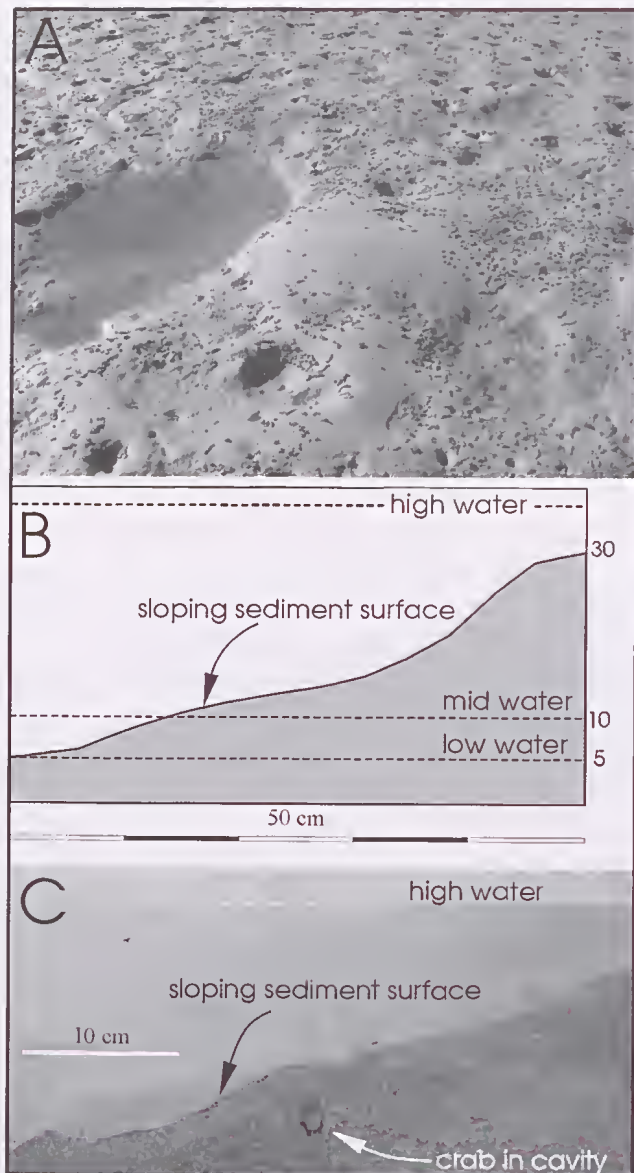 A
B
high water
30
sloping sediment surface
mid water
10
low water
5
50 cm
C
high water
sloping sediment surface
10 cm
crab in cavity